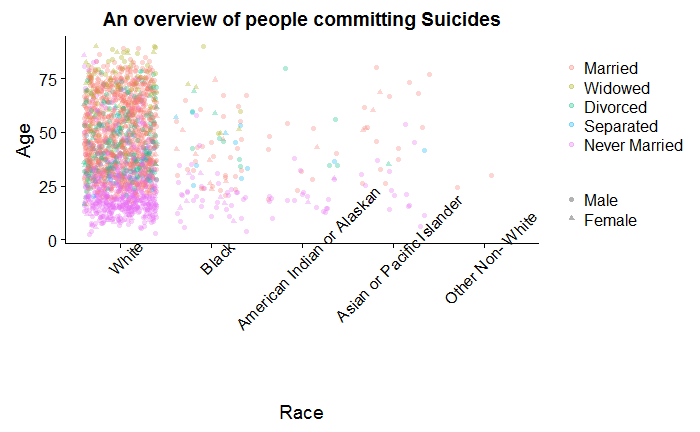 An overview of people committing Suicides
Age
75
50
25
0
White
Black
American Indian or Alaskan
Asian or Pacific Islander
Other Non- White
Race
Married
Widowed
Divorced
Separated
Never Married
Male
Female